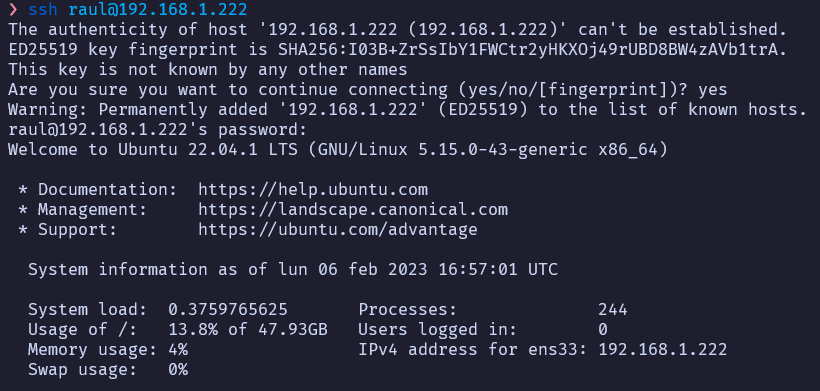 ❯ ssh raul@192.168.1.222
The authenticity of host '192.168.1.222 (192.168.1.222)' can't be established.
ED25519 key fingerprint is SHA256:I03B+ZrSsIbY1FWCtr2yHKXOj49rUBD8BW4zAVb1trA.
This key is not known by any other names
Are you sure you want to continue connecting (yes/no/[fingerprint])? yes
Warning: Permanently added '192.168.1.222' (ED25519) to the list of known hosts.
raul@192.168.1.222's password:
Welcome to Ubuntu 22.04.1 LTS (GNU/Linux 5.15.0-43-generic x86_64)
* Documentation:  https://help.ubuntu.com
* Management:     https://landscape.canonical.com
* Support:        https://ubuntu.com/advantage
System information as of lun 06 feb 2023 16:57:01 UTC
System load:  0.3759765625       Processes:              244
Usage of /:   13.8% of 47.93GB   Users logged in:        0
Memory usage: 4%                 IPv4 address for ens33: 192.168.1.222
Swap usage:   0%